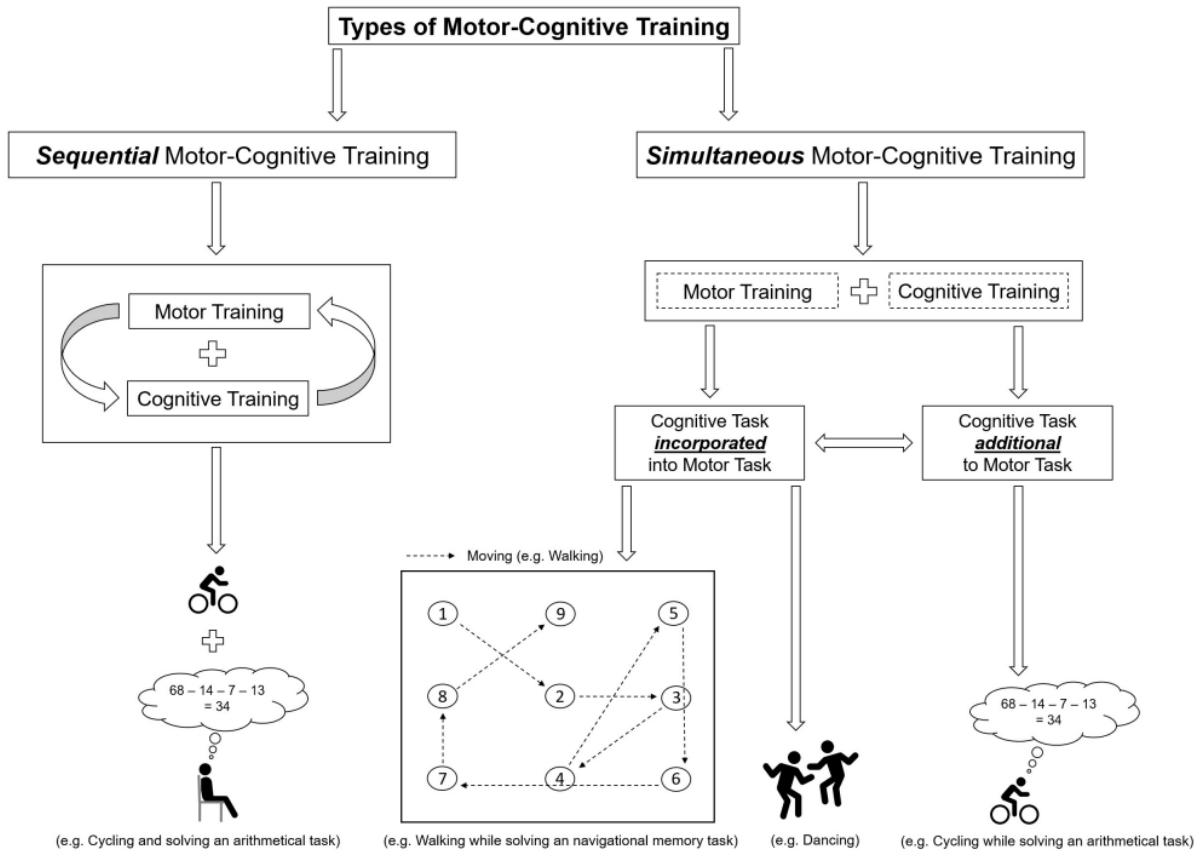 Types of Motor-Cognitive Training
Sequential Motor-Cognitive Training
Simultaneous Motor-Cognitive Training
Motor Training
Cognitive Training
Motor Training
Cognitive Training
Cognitive Task
incorporated
into Motor Task
Cognitive Task
additional
to Motor Task
Moving (e.g. Walking)
1
9
5
8
2
3
7
4
6
68 – 14 – 7 – 13
= 34
68 – 14 – 7 – 13
= 34
(e.g. Cycling and solving an arithmetical task)
(e.g. Walking while solving an navigational memory task)
(e.g. Dancing)
(e.g. Cycling while solving an arithmetical task)